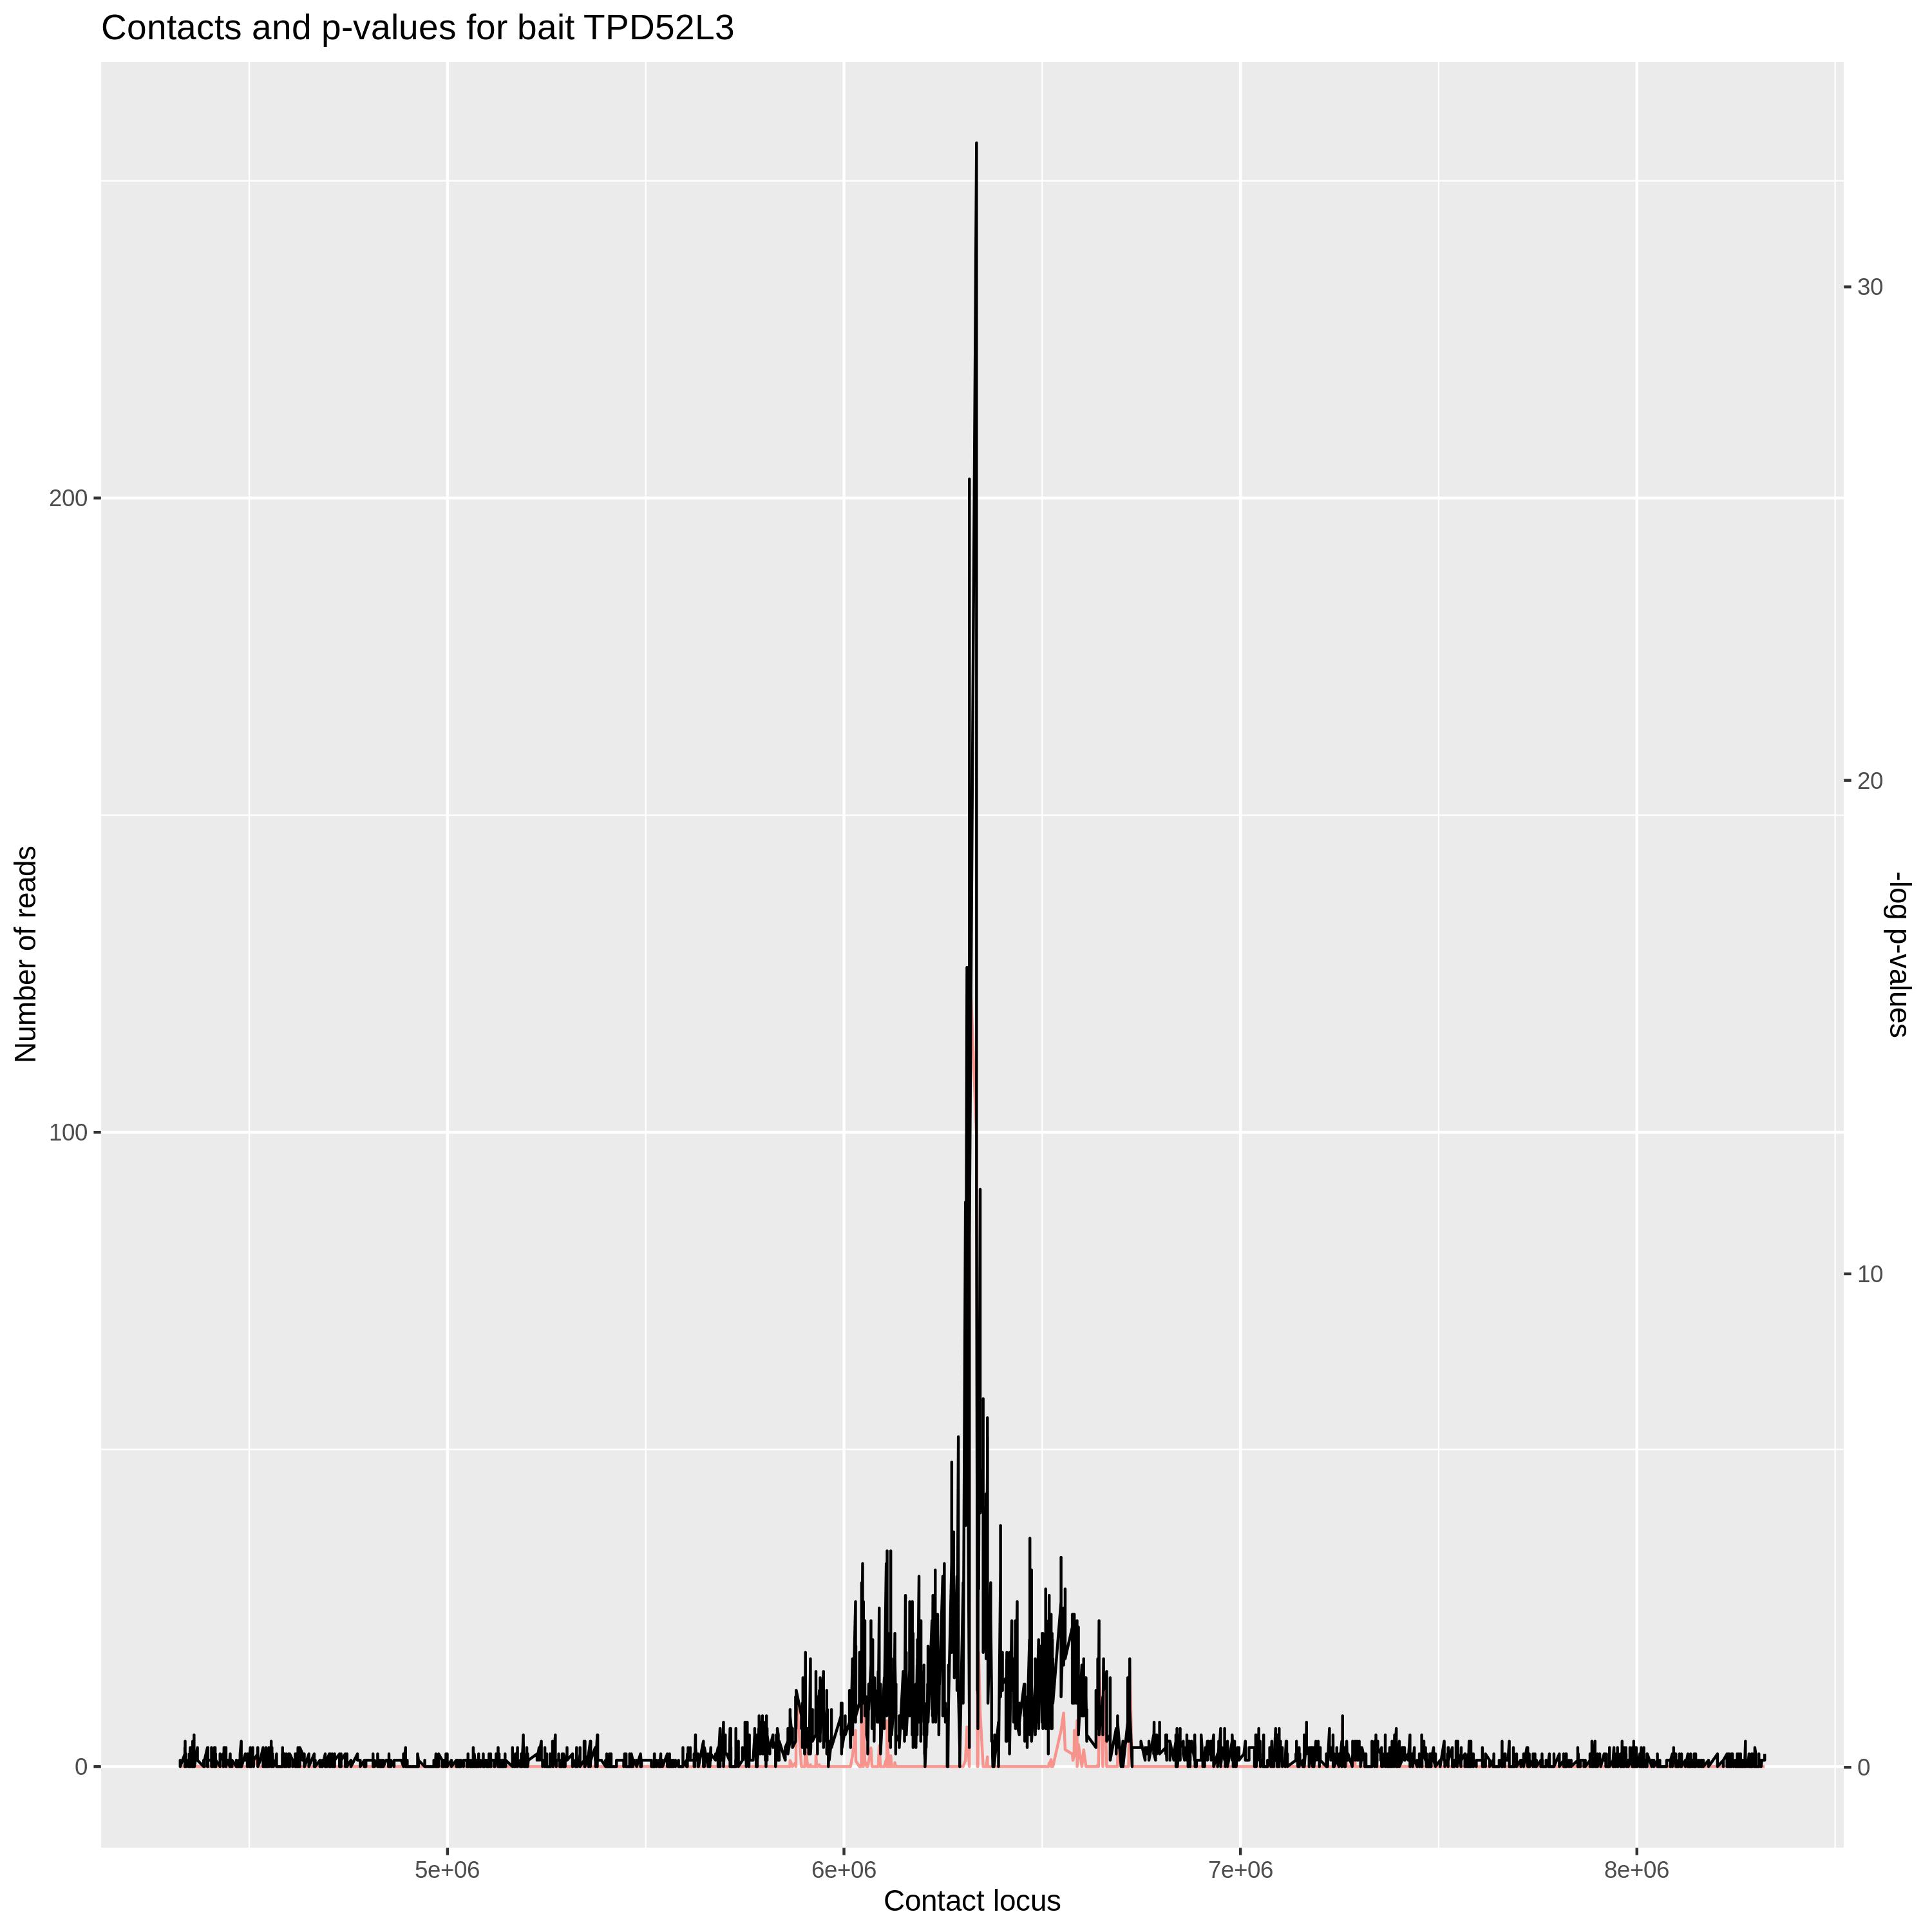 Contacts and p-values for bait TPD52L3
Number of reads
200
100
0
30
20
10
0
-log p-values
5e+06
6e+06
7e+06
8e+06
Contact locus